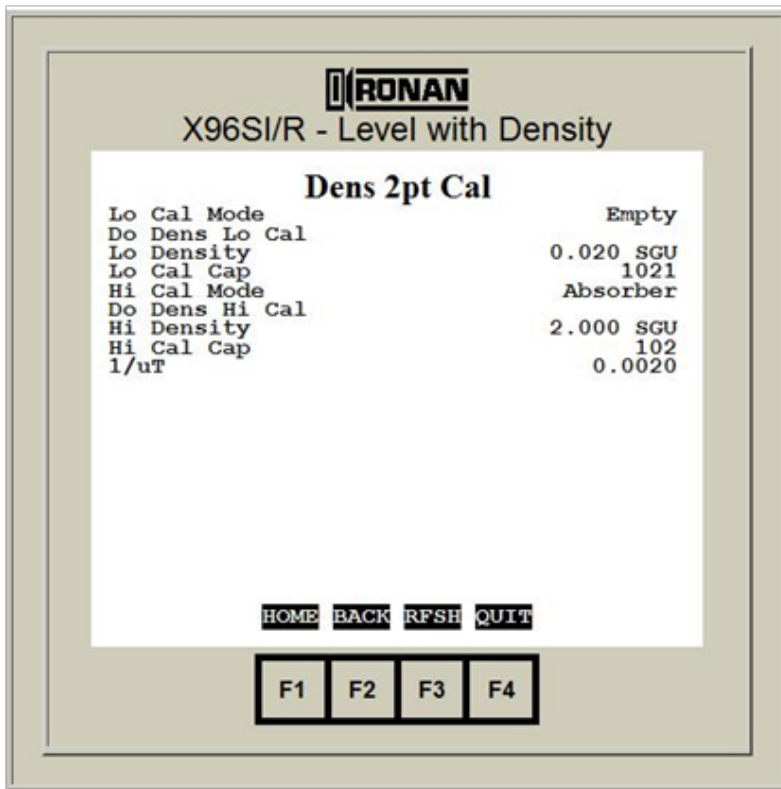 RONAN
X96SI/R - Level with Density
Dens 2pt Cal
Lo Cal Mode Empty
Do Dens Lo Cal
Lo Density 0.020 SGU
Lo Cal Cap 1021
Hi Cal Mode Absorber
Do Dens Hi Cal
Hi Density 2.000 SGU
Hi Cal Cap 102
1/uT 0.0020
HOME BACK RFSH QUIT
F1 F2 F3 F4